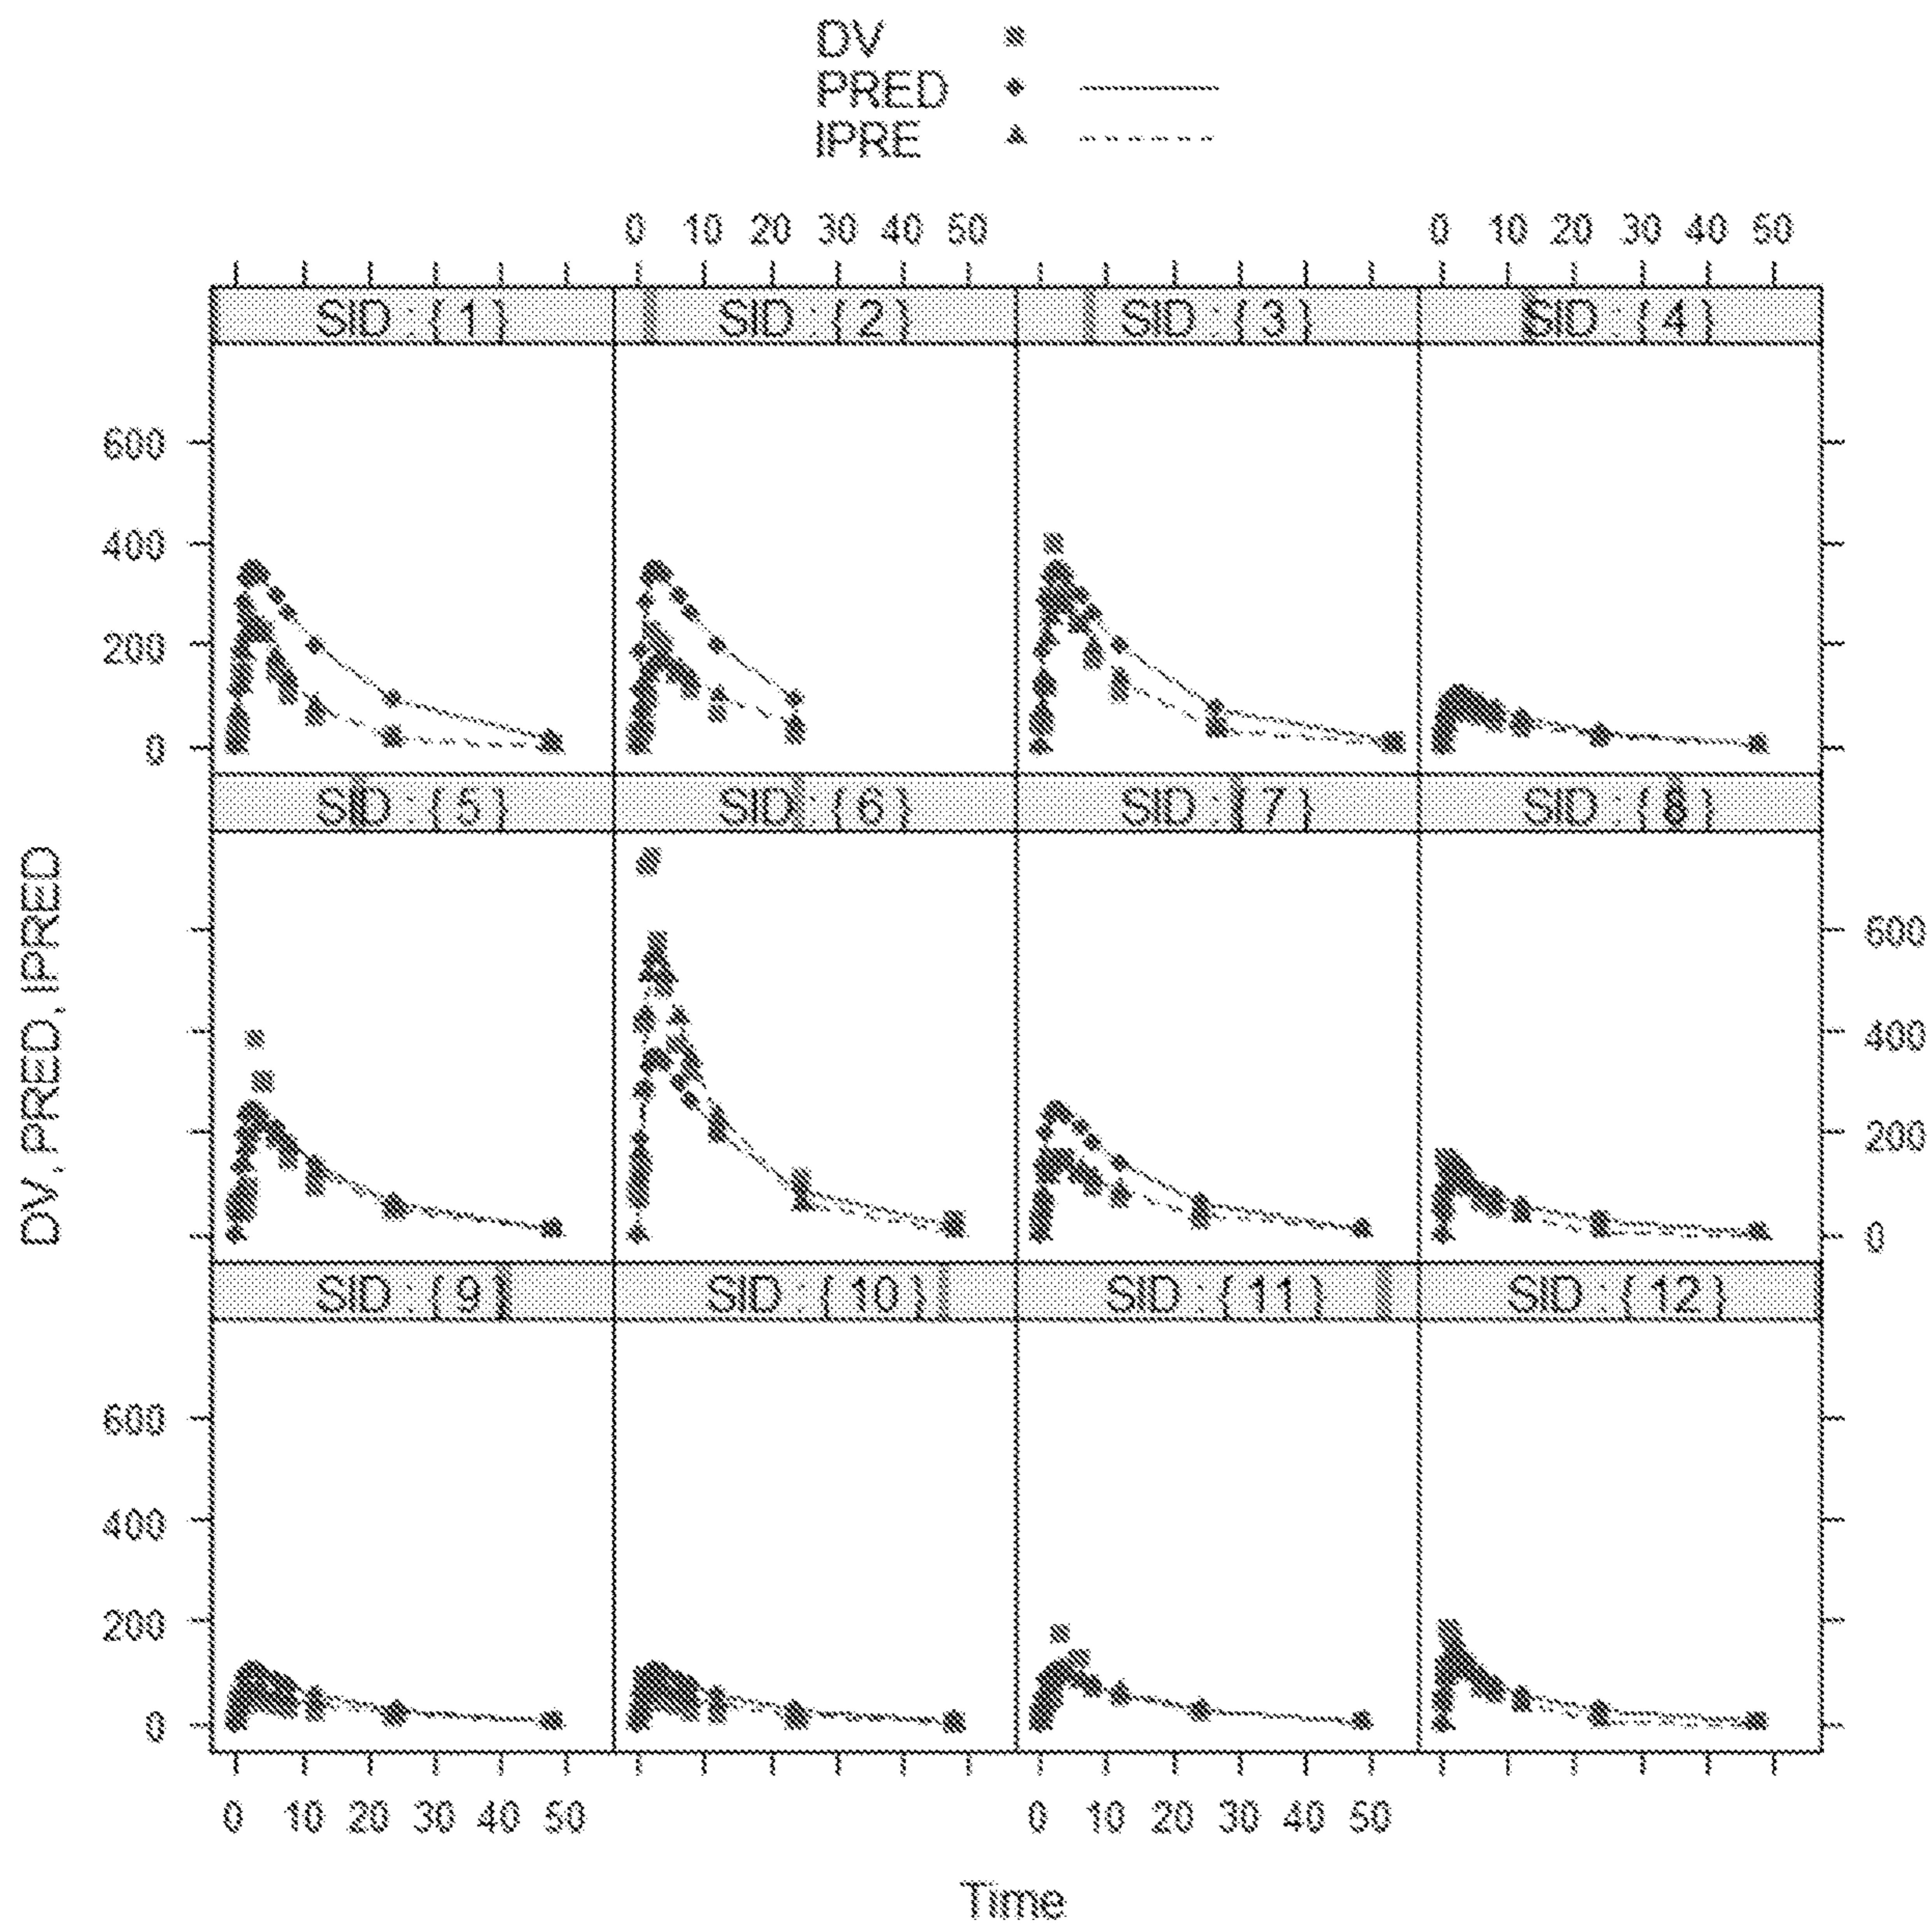 DV
PRED
IPRE
0 10 20 30 40 50 0 10 20 30 40 50
SID : { 1 } SID : { 2 } SID : { 3 } SID : { 4 }
600
400
200
0
SID : { 5 } SID : { 6 } SID : { 7 } SID : { 8 }
600
400
200
0
DV, PRED, IPRED
SID : { 9 } SID : { 10 } SID : { 11 } SID : { 12 }
600
400
200
0
0 10 20 30 40 50 0 10 20 30 40 50
Time